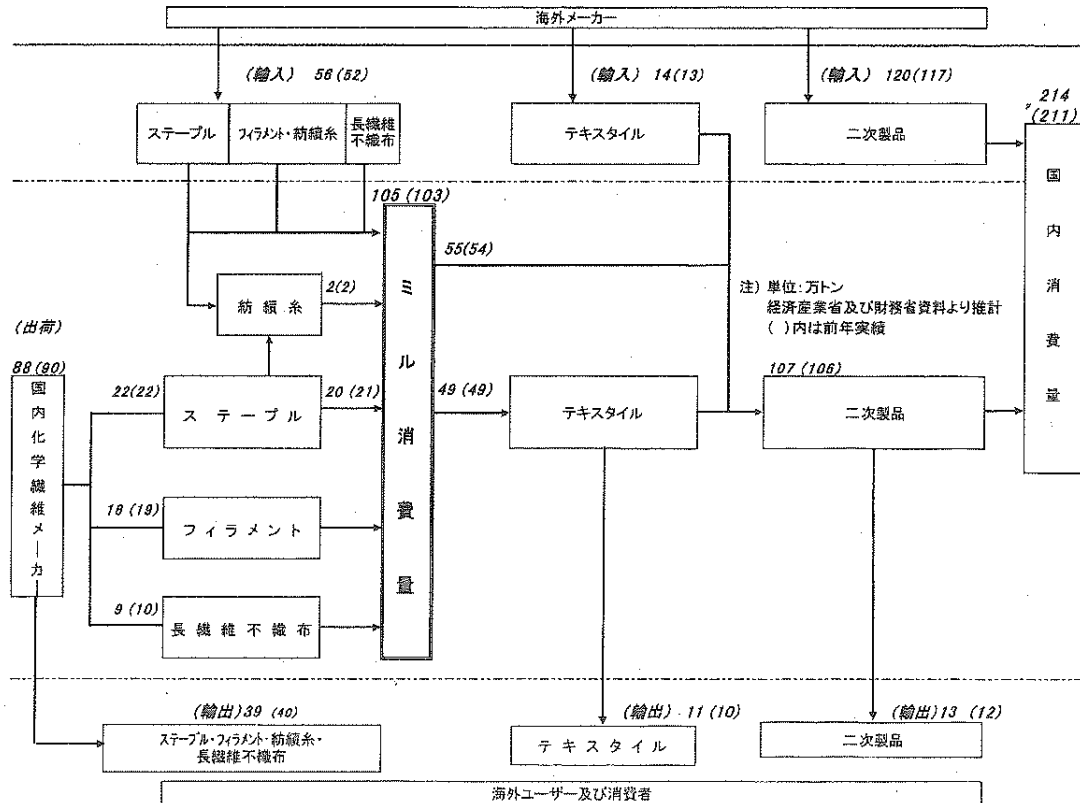 海外メーカー
(輸入) 56 (52)
(輸入) 14(13)
(輸入) 120(117)
214
(211)
ステープル
フィラメント・紡績糸
長繊維
不織布
テキスタイル
二次製品
国内消費量
105 (103)
ミル消費量
55(54)
紡績糸
2(2)
注) 単位:万トン
経済産業省及び財務省資料より推計
( )内は前年実績
(出荷)
88 (90)
国内化学繊維メーカ
22(22)
ステープル
20 (21)
49 (49)
テキスタイル
107 (106)
二次製品
18 (19)
フィラメント
9 (10)
長繊維不織布
(輸出)39 (40)
ステープル・フィラメント・紡績糸・
長繊維不織布
(輸出) 11 (10)
テキスタイル
(輸出)13 (12)
二次製品
海外ユーザー及び消費者